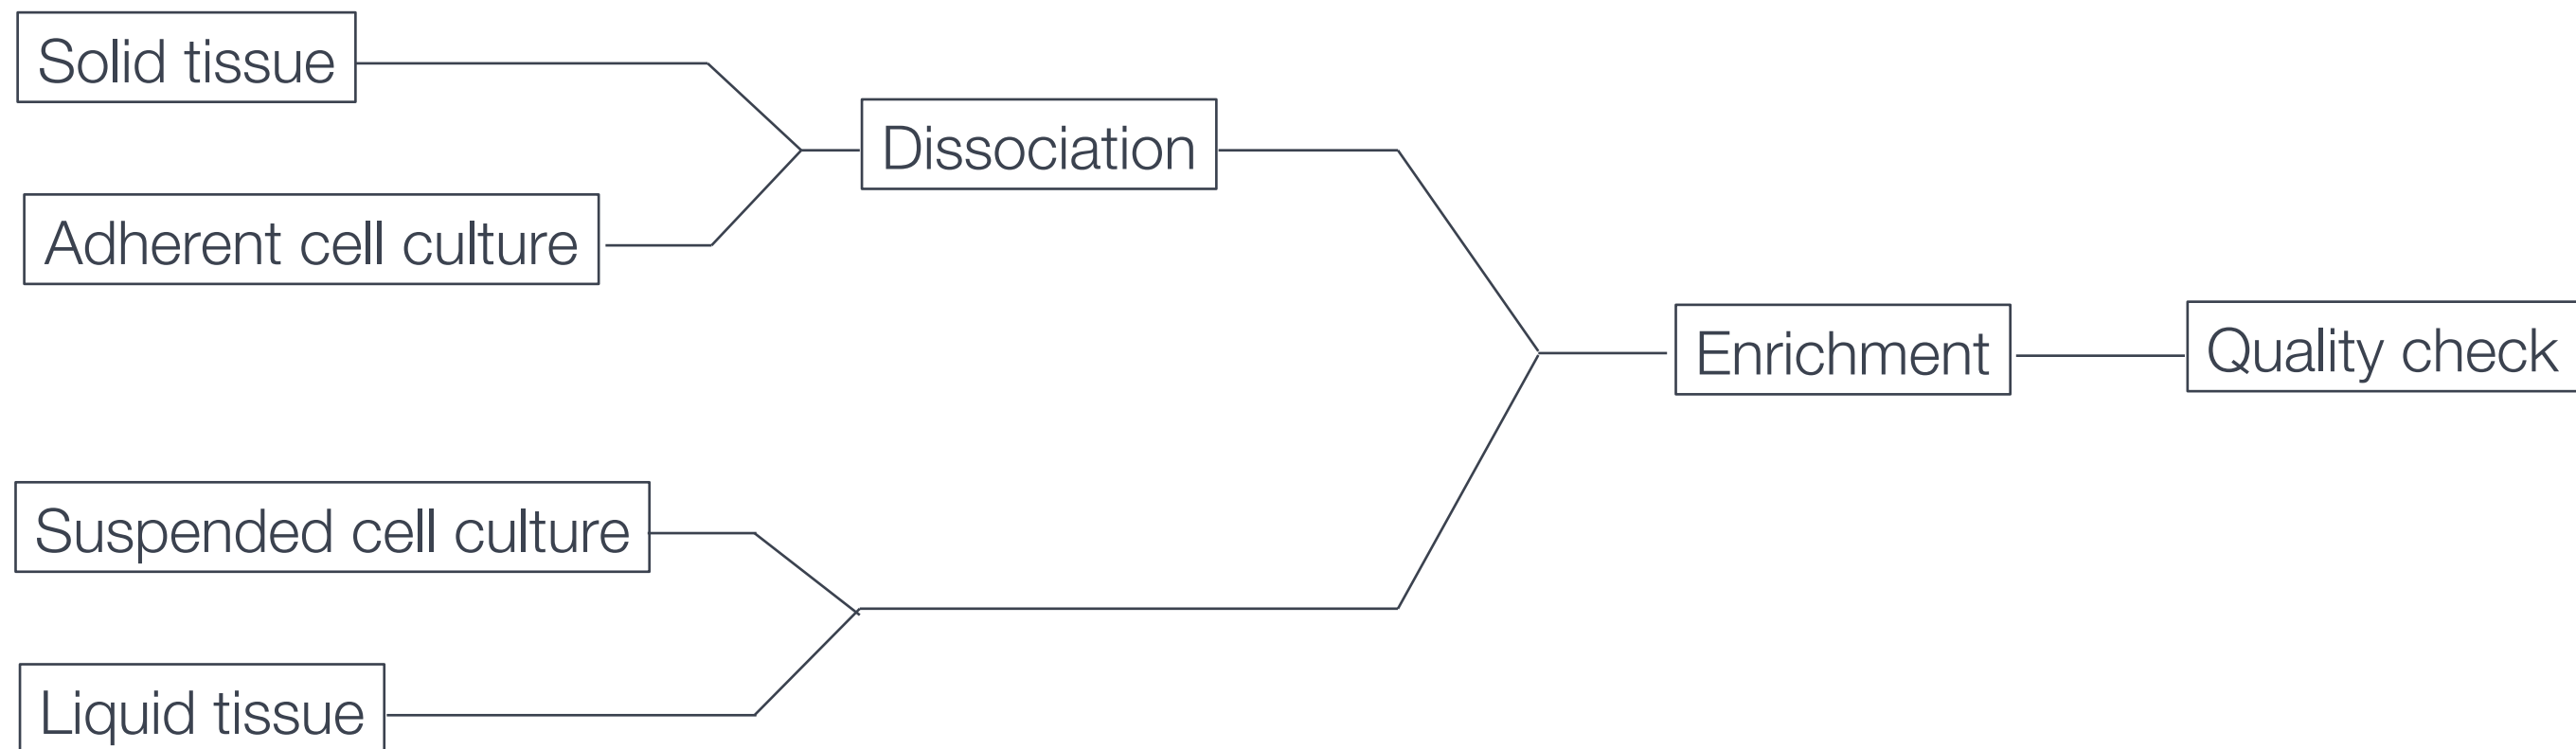 Solid tissue
Dissociation
Adherent cell culture
Enrichment
Quality check
Suspended cell culture
Liquid tissue